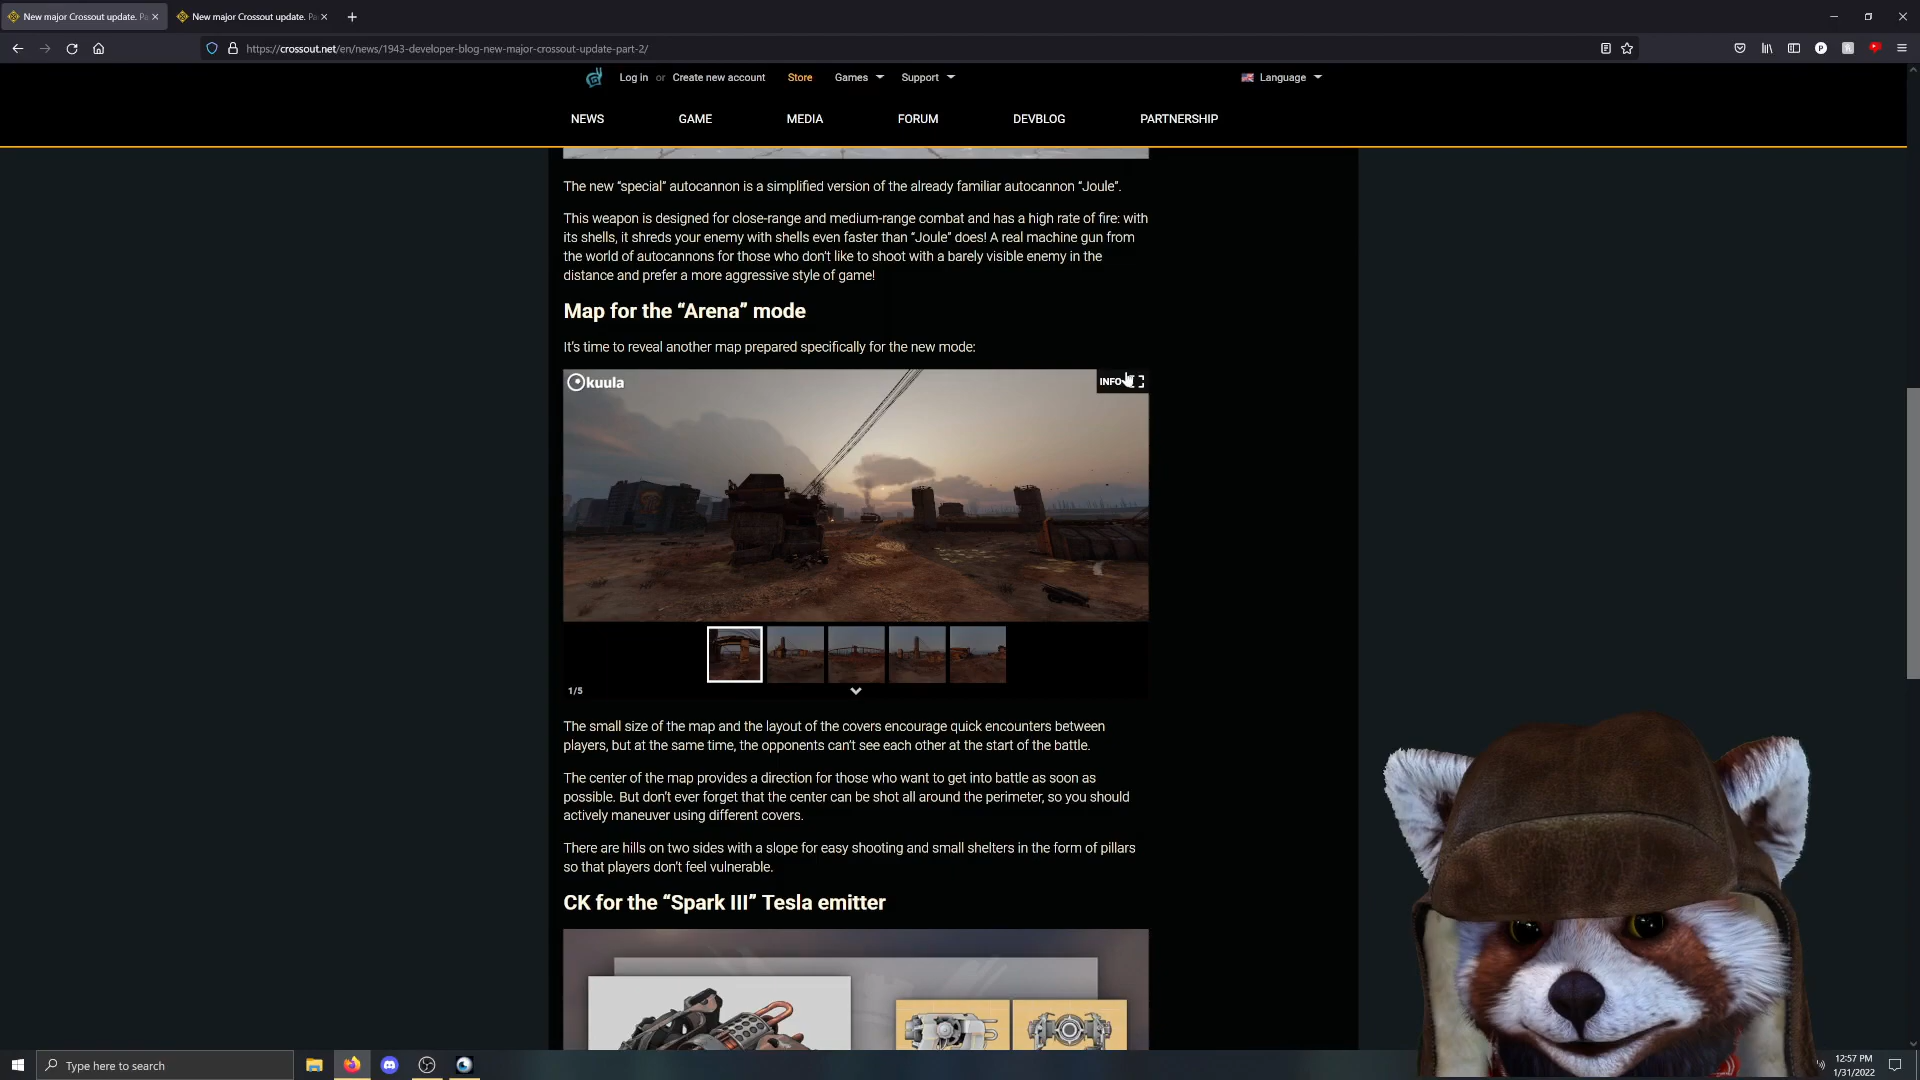 New major Crossout update. Pa
New major Crossout update. Pa
https://crossout.net/en/news/1943-developer-blog-new-major-crossout-update-part-2/
Log in or Create new account Store Games Support Language
NEWS GAME MEDIA FORUM DEVBLOG PARTNERSHIP
The new “special” autocannon is a simplified version of the already familiar autocannon “Joule”.
This weapon is designed for close-range and medium-range combat and has a high rate of fire: with
its shells, it shreds your enemy with shells even faster than “Joule” does! A real machine gun from
the world of autocannons for those who don’t like to shoot with a barely visible enemy in the
distance and prefer a more aggressive style of game!
Map for the “Arena” mode
It’s time to reveal another map prepared specifically for the new mode:
kuula
INFO
1/5
The small size of the map and the layout of the covers encourage quick encounters between
players, but at the same time, the opponents can’t see each other at the start of the battle.
The center of the map provides a direction for those who want to get into battle as soon as
possible. But don’t ever forget that the center can be shot all around the perimeter, so you should
actively maneuver using different covers.
There are hills on two sides with a slope for easy shooting and small shelters in the form of pillars
so that players don’t feel vulnerable.
CK for the “Spark III” Tesla emitter
Type here to search
12:57 PM
1/31/2022